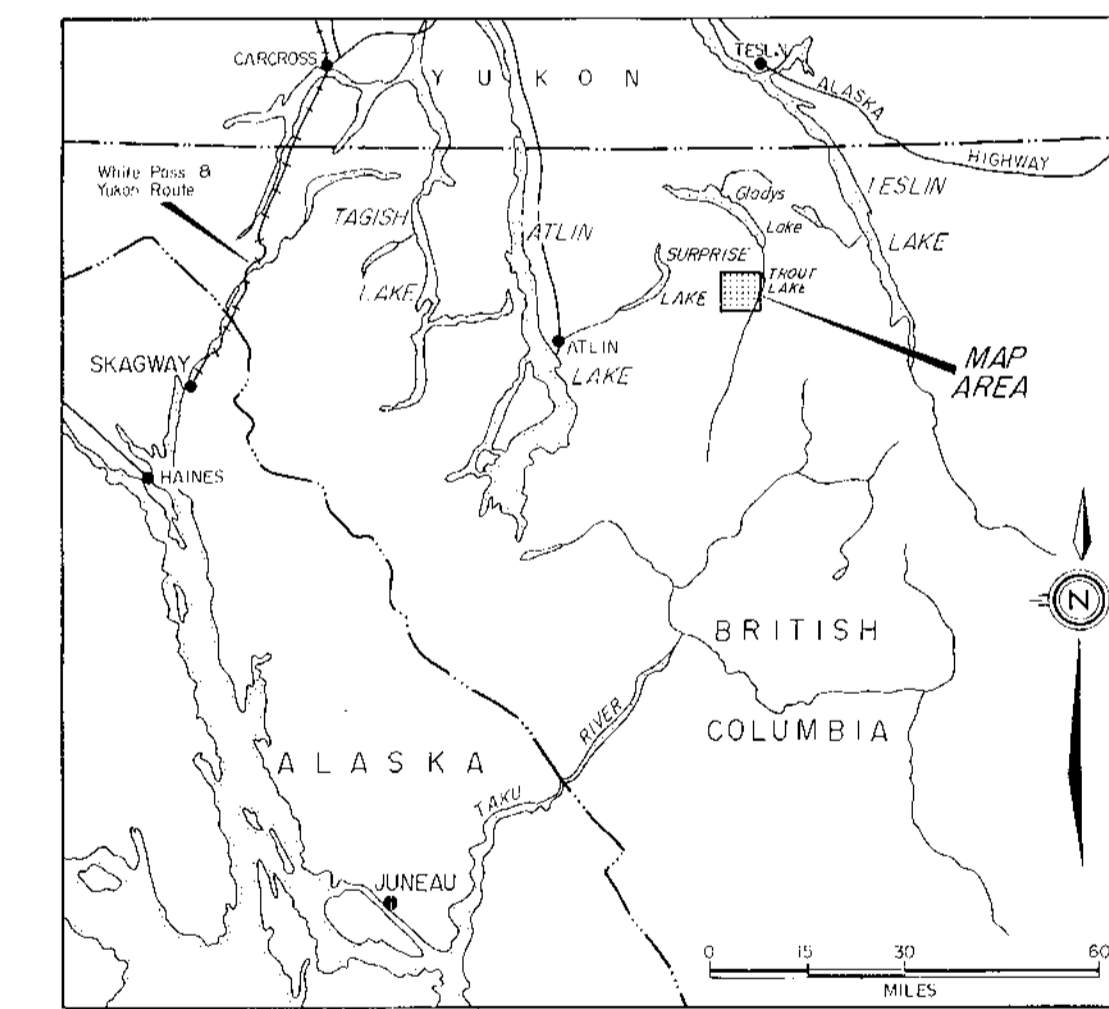 CARCROSS
YUKON
TESLN
ALASKA
HIGHWAY
White Pass &
Yukon Route
TAGISH
LAKE
ATLIN
LAKE
Gladys
Lake
TESLIN
LAKE
SURPRISE
LAKE
TROUT
LAKE
ATLIN
SKAGWAY
MAP
AREA
HAINES
N
BRITISH
COLUMBIA
RIVER
TAKU
ALASKA
JUNEAU
0 15 30 60
MILES